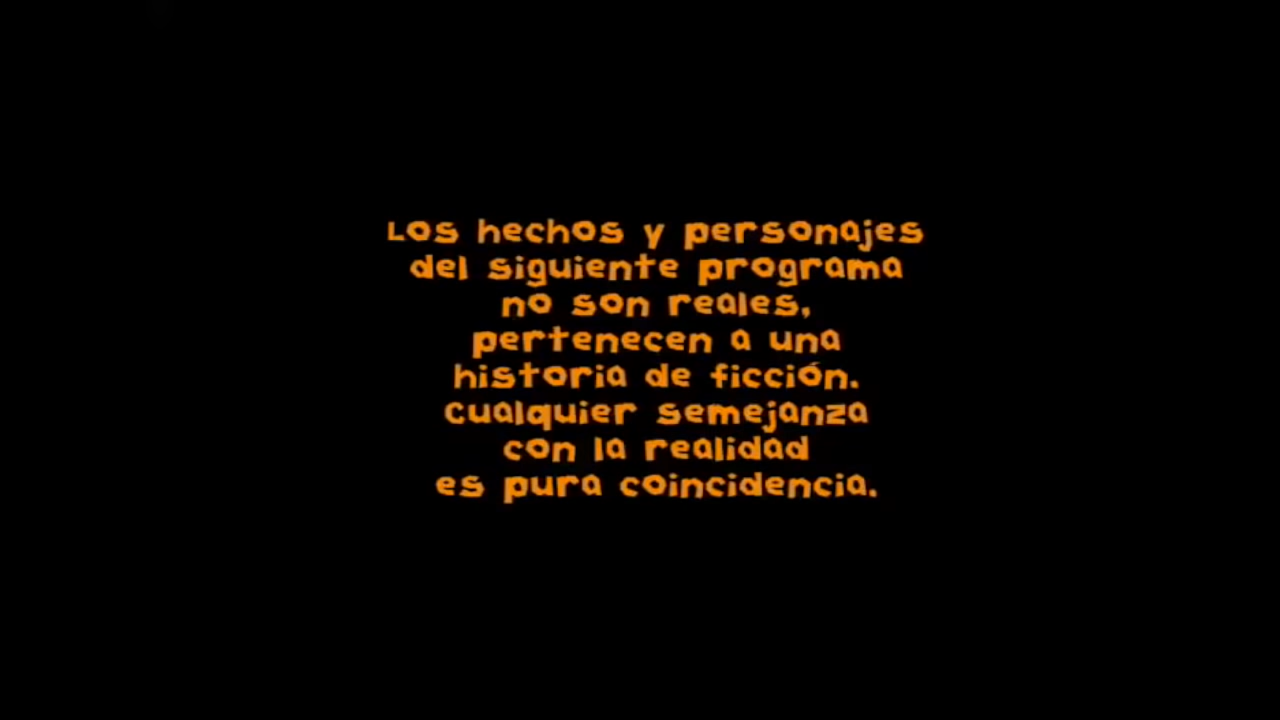 Los hechos y personajes
del siguiente programa
no son reales,
pertenecen a una
historia de ficción.
cualquier semejanza
con la realidad
es pura coincidencia.